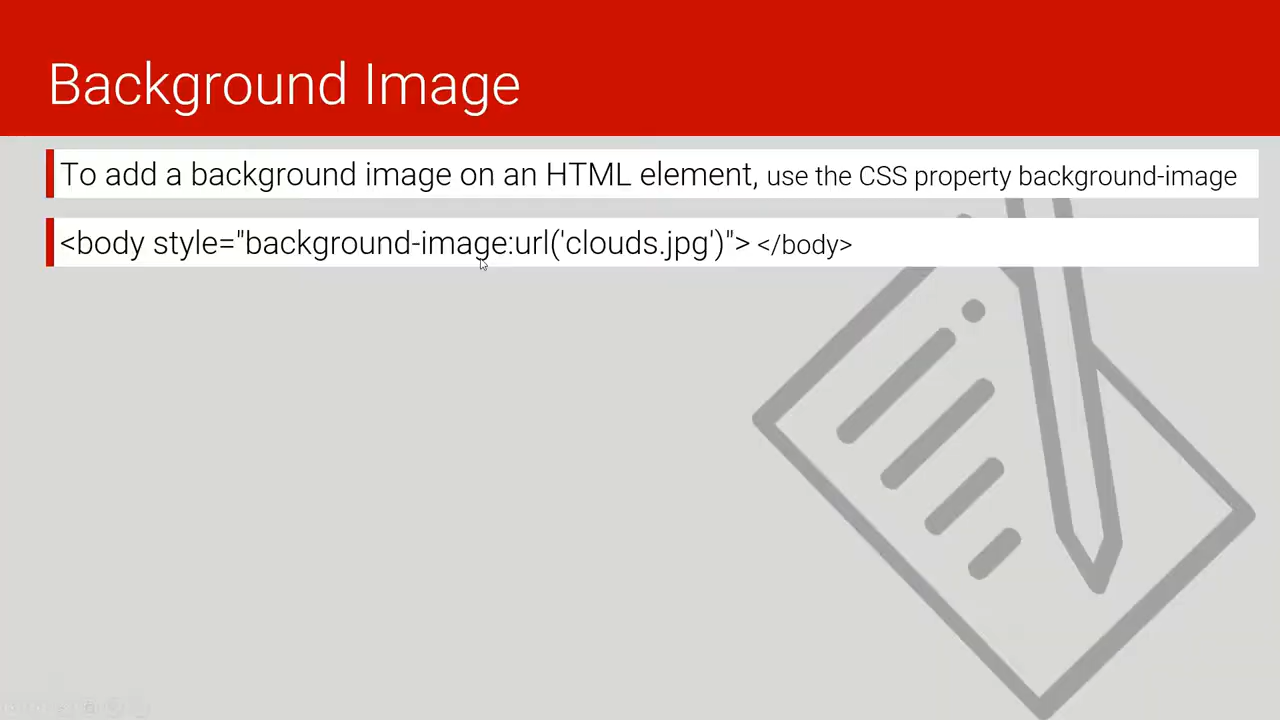 Background Image
To add a background image on an HTML element, use the CSS property background-image
<body style="background-image:url('clouds.jpg')"> </body>